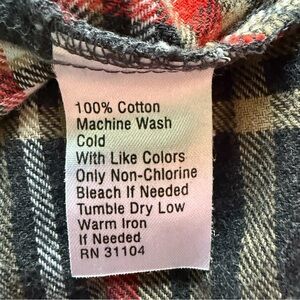 100% Cotton
Machine Wash
Cold
With Like Colors
Only Non-Chlorine
Bleach If Needed
Tumble Dry Low
Warm Iron
If Needed
RN 31104